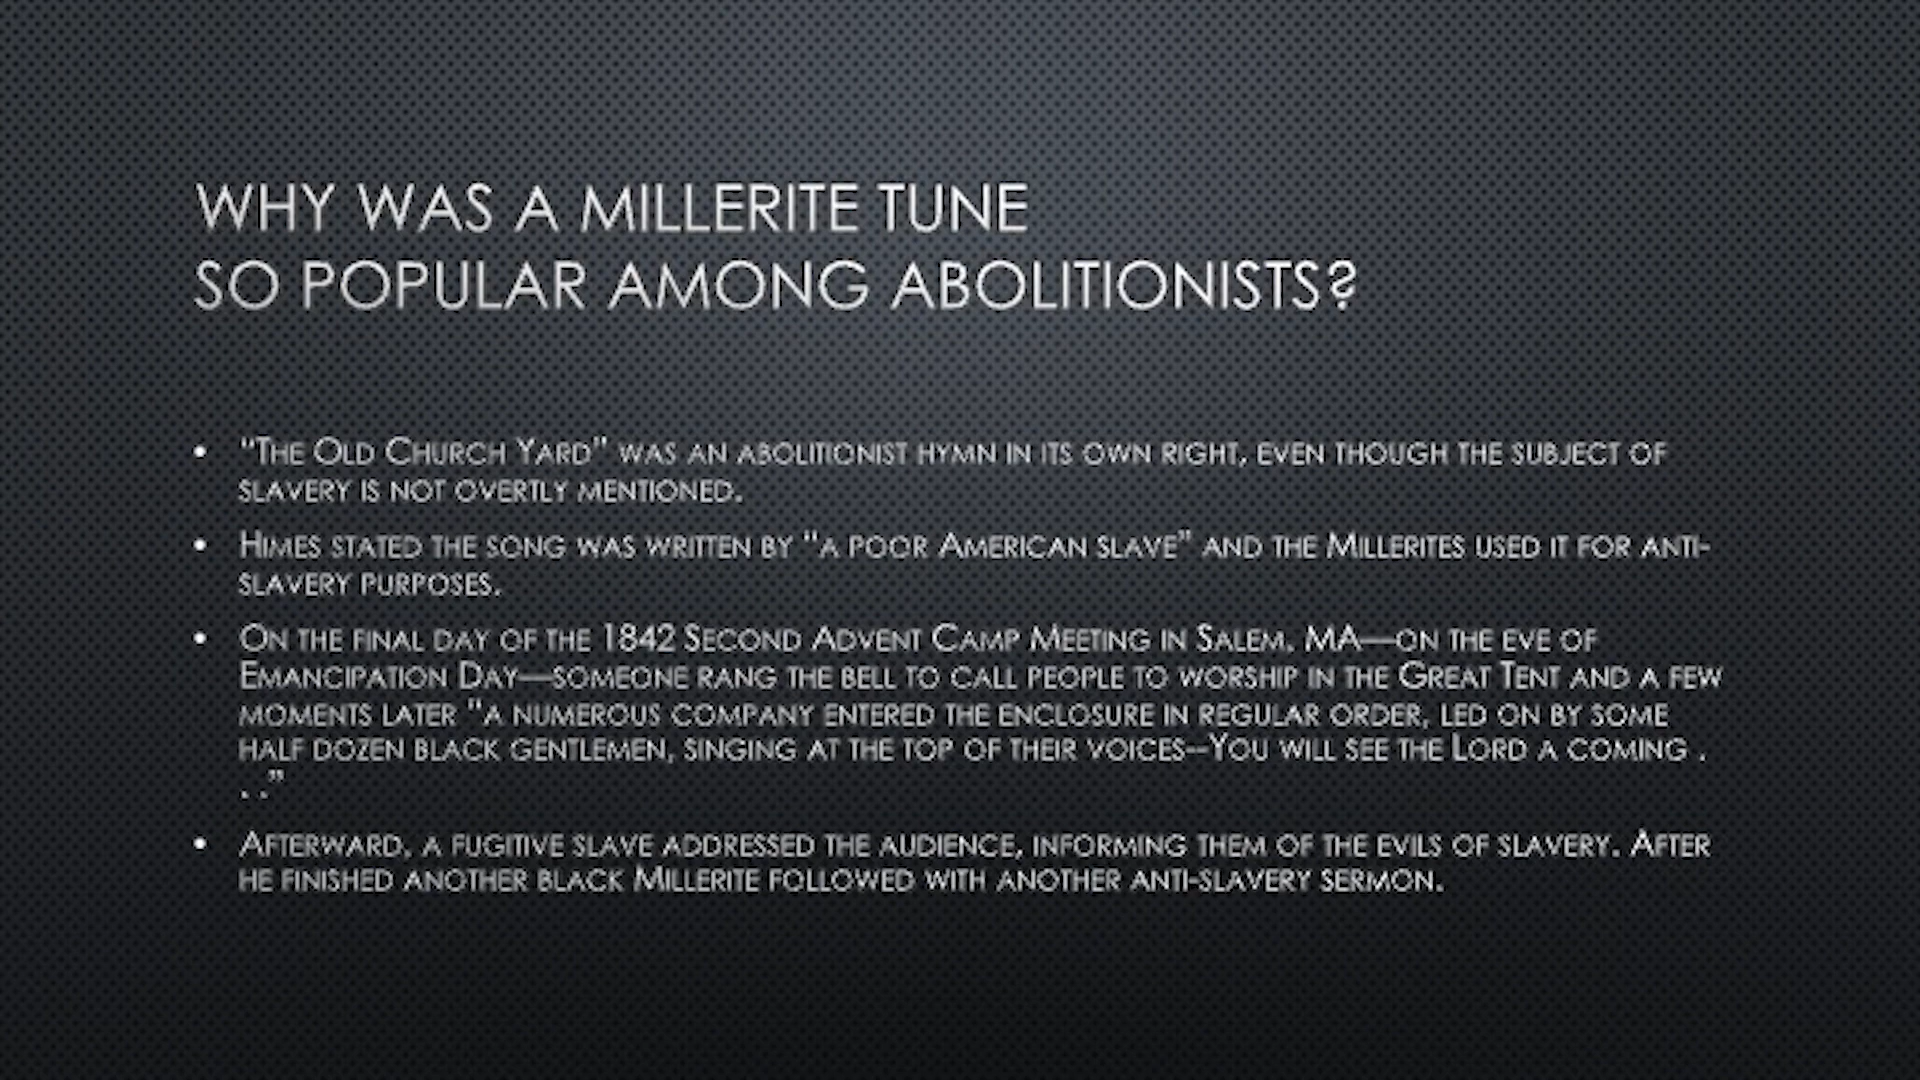 WHY WAS A MILLERITE TUNE
SO POPULAR AMONG ABOLITIONISTS?
• "THE OLD CHURCH YARD" WAS AN ABOLITIONIST HYMN IN ITS OWN RIGHT, EVEN THOUGH THE SUBJECT OF
SLAVERY IS NOT OVERTLY MENTIONED.
• HIMES STATED THE SONG WAS WRITTEN BY "A POOR AMERICAN SLAVE" AND THE MILLERITES USED IT FOR ANTI-
SLAVERY PURPOSES.
• ON THE FINAL DAY OF THE 1842 SECOND ADVENT CAMP MEETING IN SALEM, MA—ON THE EVE OF
EMANCIPATION DAY—SOMEONE RANG THE BELL TO CALL PEOPLE TO WORSHIP IN THE GREAT TENT AND A FEW
MOMENTS LATER "A NUMEROUS COMPANY ENTERED THE ENCLOSURE IN REGULAR ORDER, LED ON BY SOME
HALF DOZEN BLACK GENTLEMEN, SINGING AT THE TOP OF THEIR VOICES--YOU WILL SEE THE LORD A COMING .
. ."
• AFTERWARD, A FUGITIVE SLAVE ADDRESSED THE AUDIENCE, INFORMING THEM OF THE EVILS OF SLAVERY. AFTER
HE FINISHED ANOTHER BLACK MILLERITE FOLLOWED WITH ANOTHER ANTI-SLAVERY SERMON.